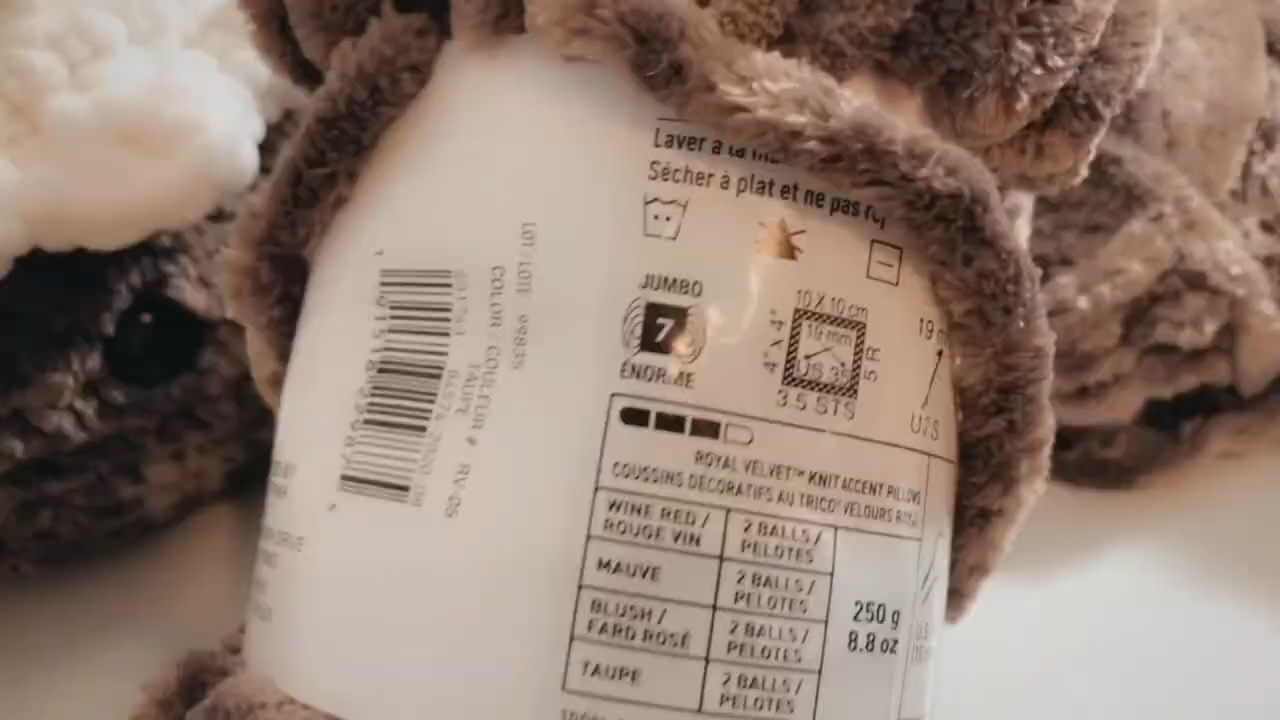 Laver à la
Sécher à plat et ne pas
JUMBO
7
ÉNORME
10 X 10 cm
4" x 4"
19 mm
US 35
5 R
3.5 STS
19
U7S
ROYAL VELVET™ KNIT ACCENT PILLOWS
COUSSINS DÉCORATIFS AU TRICOT VELOURS
WINE RED /
ROUGE VIN
2 BALLS /
PELOTES
MAUVE
2 BALLS /
PELOTES
BLUSH /
FARD ROSÉ
2 BALLS /
PELOTES
TAUPE
2 BALLS /
PELOTES
250 g
8.8 oz
LOT/LOTE 99835
COLOR - COULEUR # RV-05
TAUPE